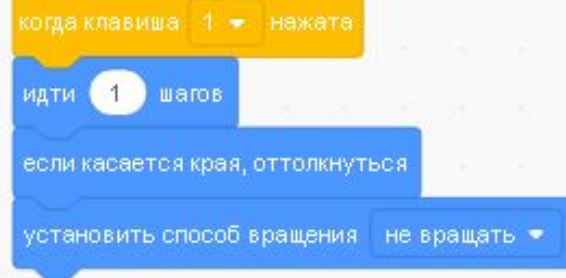 когда клавиша 1 нажата
идти 1 шагов
если касается края, оттолкнуться
установить способ вращения не вращать